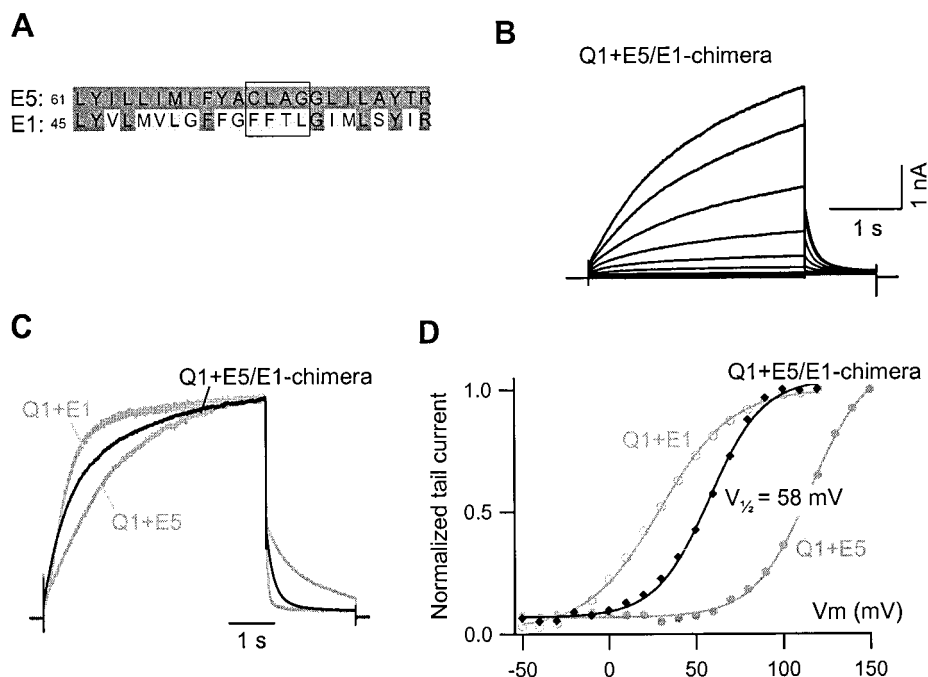 A
E5: 61 LYILLIMIFYACLAGGLILAYTR
E1: 45 LYVLMVLGFFGFFTLGIMLSYIR
B
Q1+E5/E1-chimera
1 nA
1 s
C
Q1+E5/E1-chimera
Q1+E1
Q1+E5
1 s
D
Q1+E5/E1-chimera
Normalized tail current
1.0
0.5
0.0
Q1+E1
V½ = 58 mV
Q1+E5
Vm (mV)
-50 0 50 100 150